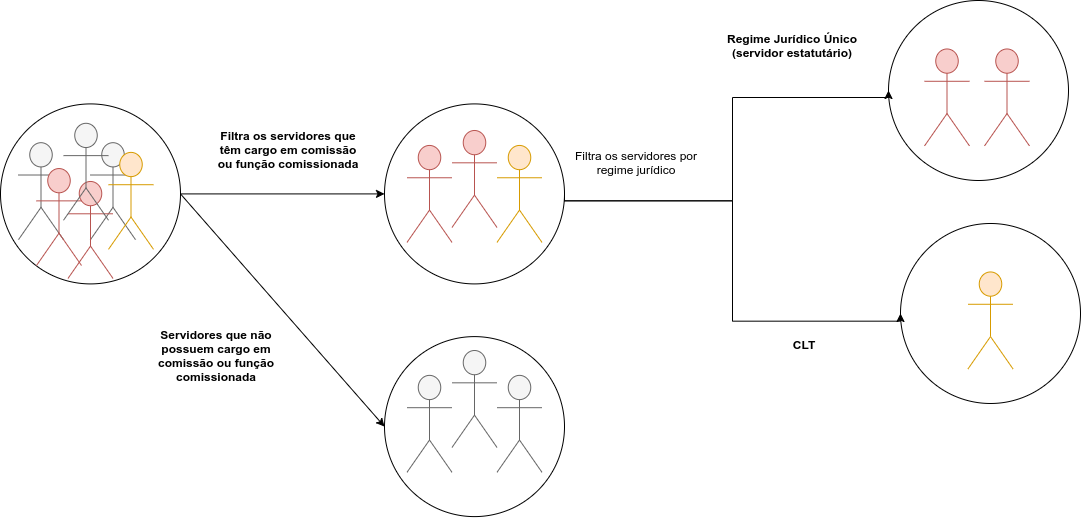 Filtra os servidores que
têm cargo em comissão
ou função comissionada
Servidores que não
possuem cargo em
comissão ou função
comissionada
Filtra os servidores por
regime jurídico
Regime Jurídico Único
(servidor estatutário)
CLT